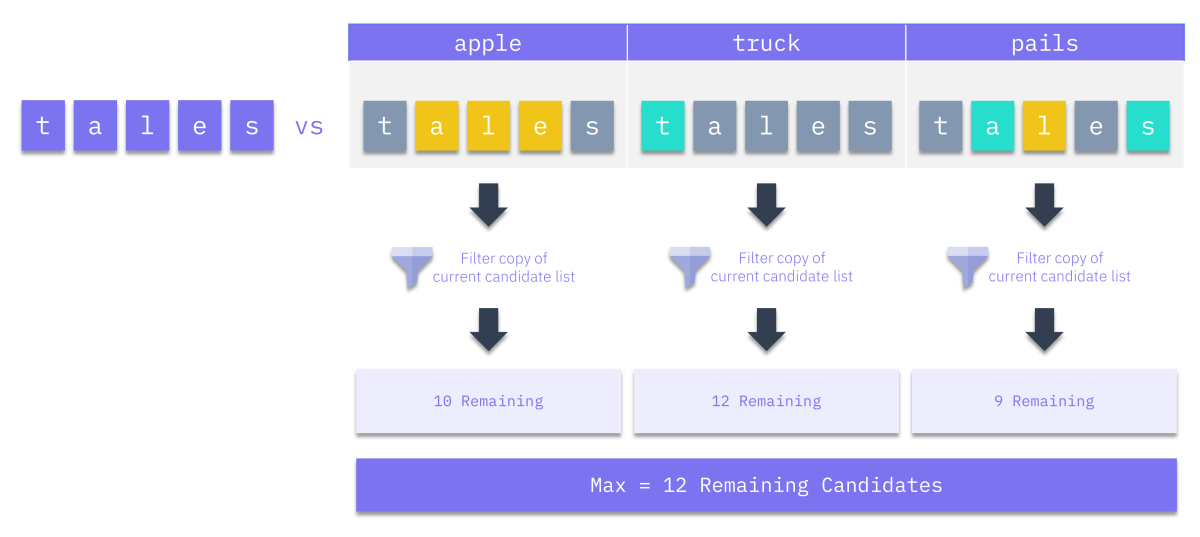 apple truck pails
t a l e s vs t a l e s t a l e s t a l e s
Filter copy of
current candidate list
Filter copy of
current candidate list
Filter copy of
current candidate list
10 Remaining 12 Remaining 9 Remaining
Max = 12 Remaining Candidates